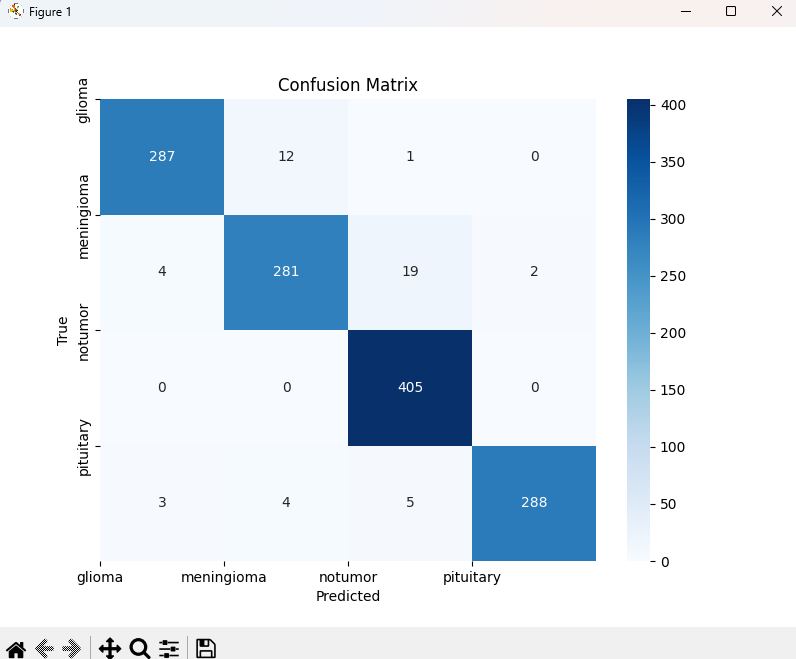 Figure 1
Confusion Matrix
glioma
287 12 1 0
400
350
meningioma
4 281 19 2
300
250
True
notumor
0 0 405 0
200
150
pituitary
3 4 5 288
100
50
0
glioma meningioma notumor pituitary
Predicted